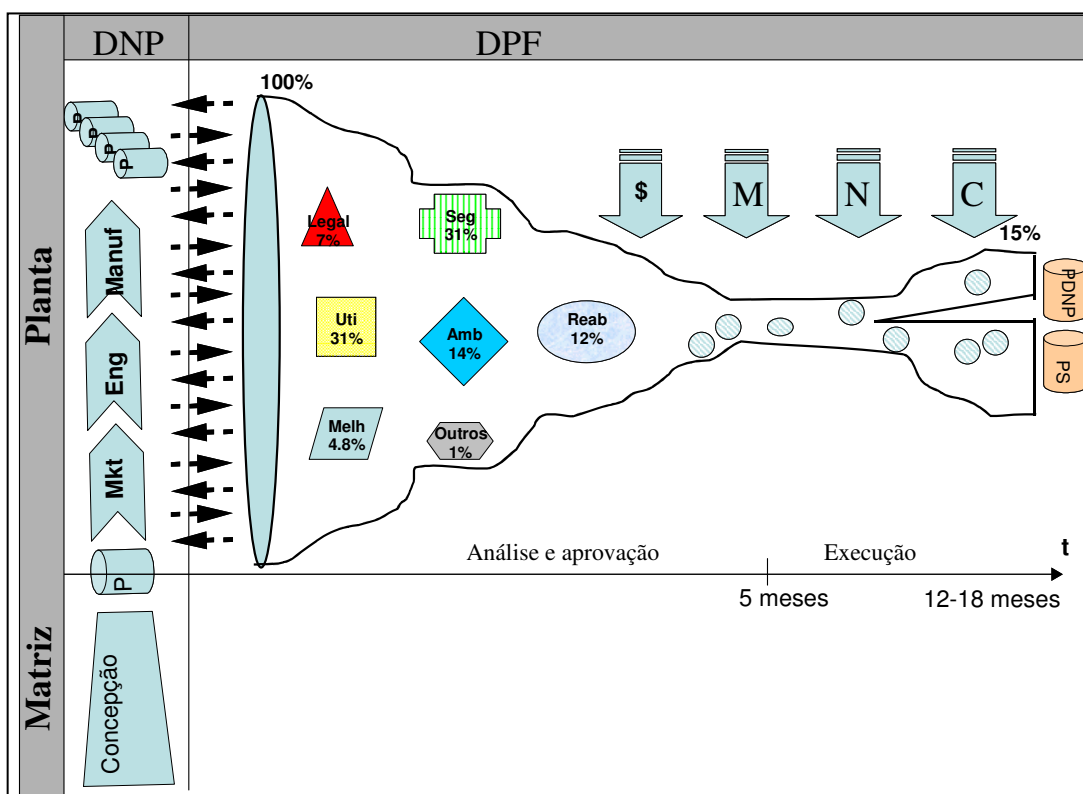 DNP
DPF
Planta
Matriz
100%
P
P
P
P
Manuf
Eng
Mkt
P
Concepção
Legal
7%
Seg
31%
Uti
31%
Amb
14%
Reab
12%
Melh
4.8%
Outros
1%
$
M
N
C
15%
PDNP
PS
Análise e aprovação
Execução
t
5 meses
12-18 meses